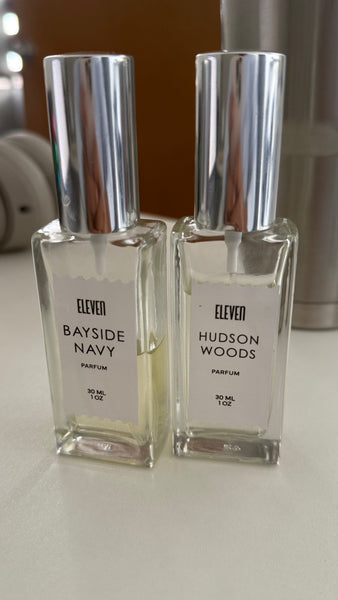 ELEVEN
BAYSIDE
NAVY
PARFUM
30 ML
1 OZ
ELEVEN
HUDSON
WOODS
PARFUM
30 ML
1 OZ